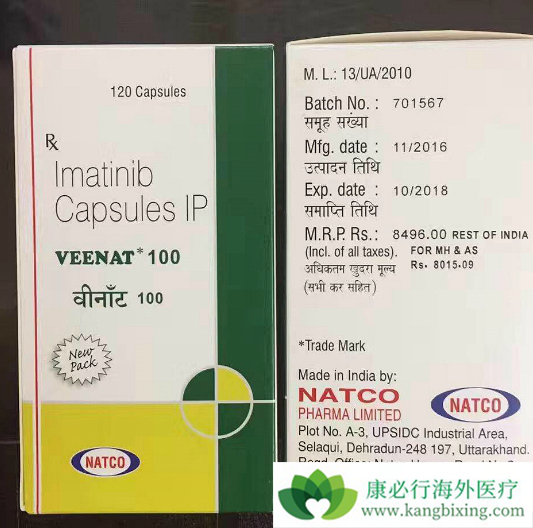 120 Capsules
Rx
Imatinib
Capsules IP
VEENAT* 100
वीनाँट 100
New
Pack
NATCO
M. L.: 13/UA/2010
Batch No. : 701567
समूह सख्या
Mfg. date : 11/2016
उत्पादन तिथि
Exp. date : 10/2018
समाप्ति तिथि
M.R.P. Rs.: 8496.00 REST OF INDIA
(Incl. of all taxes). FOR MH & AS
अधिकतम खुदरा मूल्य Rs. 8015.09
(सभी कर सहित)
*Trade Mark
Made in India by:
NATCO
PHARMA LIMITED
NATCO
Plot No. A-3, UPSIDC Industrial Area,
Selaqui, Dehradun-248 197, Uttarakhand.
康必行海外医疗
www.kangbixing.com